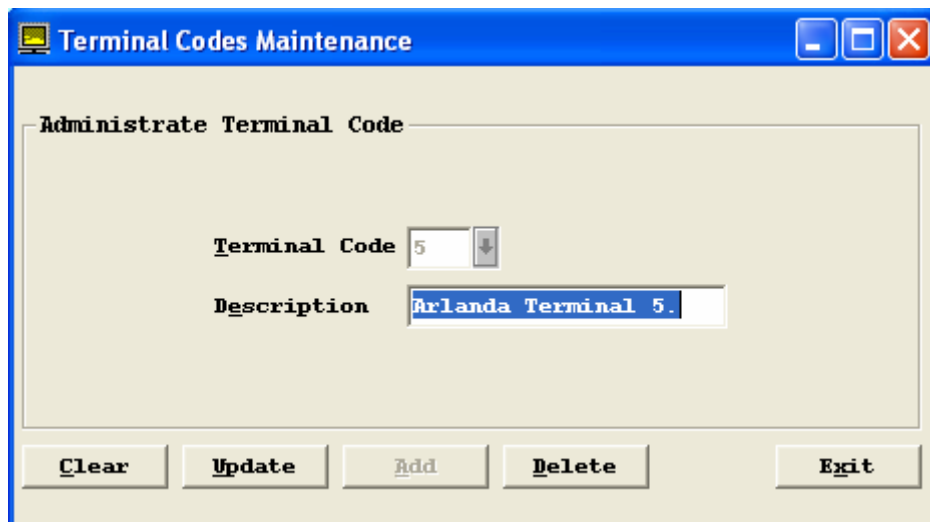 Terminal Codes Maintenance
Administrate Terminal Code
Terminal Code 5
Description Arlanda Terminal 5.
Clear Update Add Delete Exit